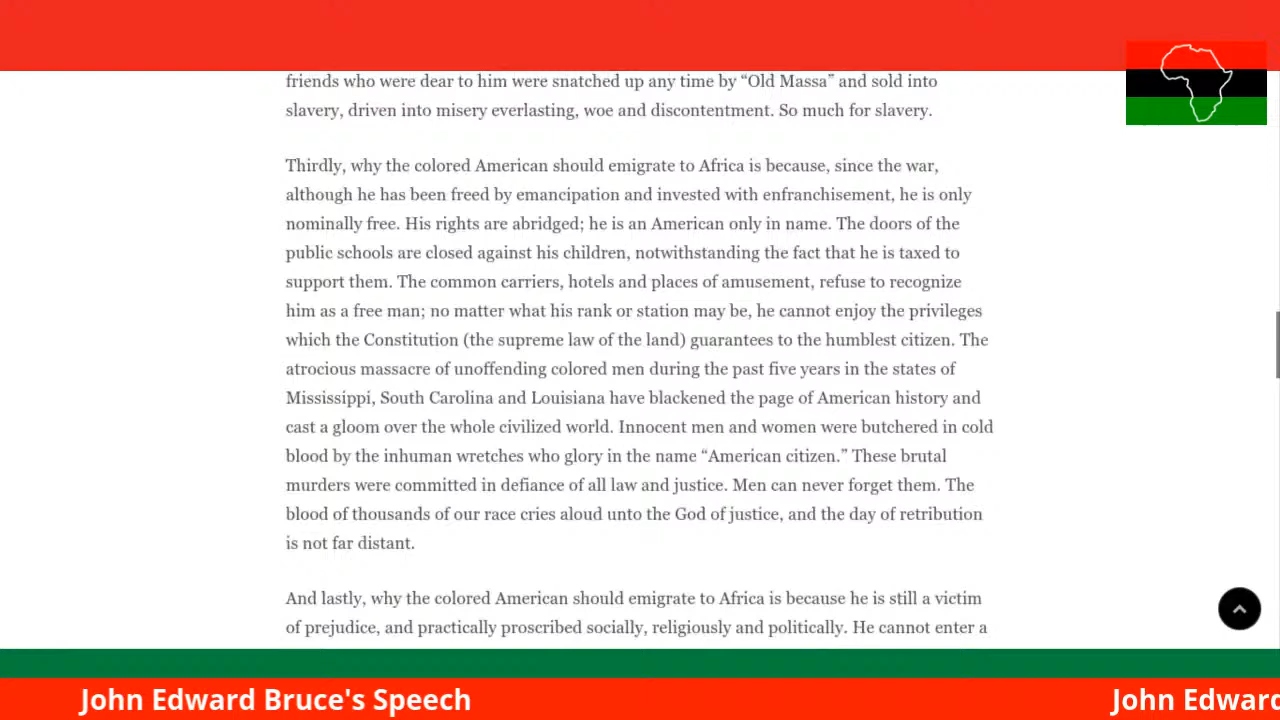 friends who were dear to him were snatched up any time by “Old Massa” and sold into
slavery, driven into misery everlasting, woe and discontentment. So much for slavery.
Thirdly, why the colored American should emigrate to Africa is because, since the war,
although he has been freed by emancipation and invested with enfranchisement, he is only
nominally free. His rights are abridged; he is an American only in name. The doors of the
public schools are closed against his children, notwithstanding the fact that he is taxed to
support them. The common carriers, hotels and places of amusement, refuse to recognize
him as a free man; no matter what his rank or station may be, he cannot enjoy the privileges
which the Constitution (the supreme law of the land) guarantees to the humblest citizen. The
atrocious massacre of unoffending colored men during the past five years in the states of
Mississippi, South Carolina and Louisiana have blackened the page of American history and
cast a gloom over the whole civilized world. Innocent men and women were butchered in cold
blood by the inhuman wretches who glory in the name “American citizen.” These brutal
murders were committed in defiance of all law and justice. Men can never forget them. The
blood of thousands of our race cries aloud unto the God of justice, and the day of retribution
is not far distant.
And lastly, why the colored American should emigrate to Africa is because he is still a victim
of prejudice, and practically proscribed socially, religiously and politically. He cannot enter a
John Edward Bruce's Speech
John Edward